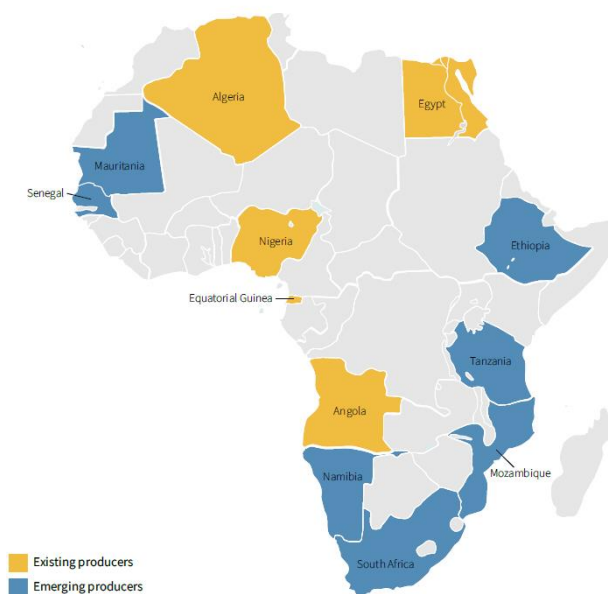 Algeria
Egypt
Mauritania
Senegal
Nigeria
Ethiopia
Equatorial Guinea
Tanzania
Angola
Mozambique
Namibia
South Africa
Existing producers
Emerging producers